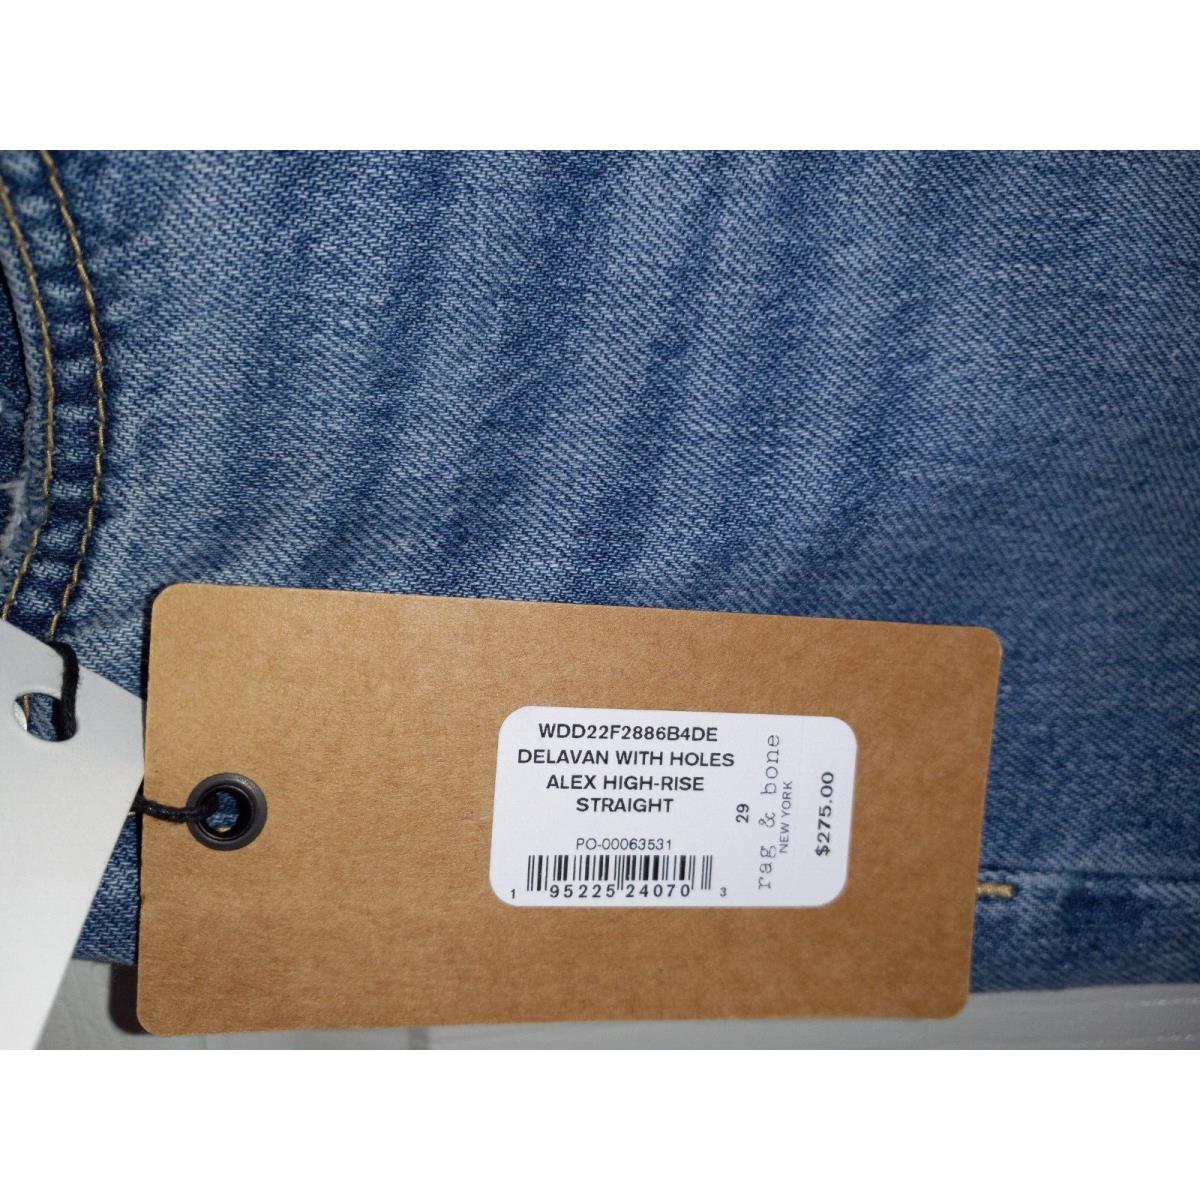 WDD22F2886B4DE
DELAVAN WITH HOLES
ALEX HIGH-RISE
STRAIGHT
PO-00063531
1 95225 24070 3
29
rag & bone
NEW YORK
$275.00